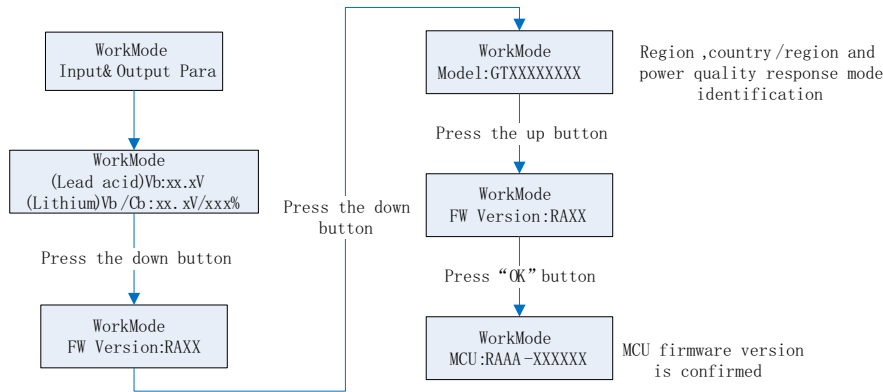 WorkMode
Input& Output Para
WorkMode
(Lead acid)Vb:xx.xV
(Lithium)Vb/Cb:xx.xV/xxx%
Press the down button
WorkMode
FW Version:RAXX
Press the down
button
WorkMode
Model:GTXXXXXXXX
Region ,country/region and
power quality response mode
identification
Press the up button
WorkMode
FW Version:RAXX
Press “OK” button
WorkMode
MCU:RAAA-XXXXXX
MCU firmware version
is confirmed